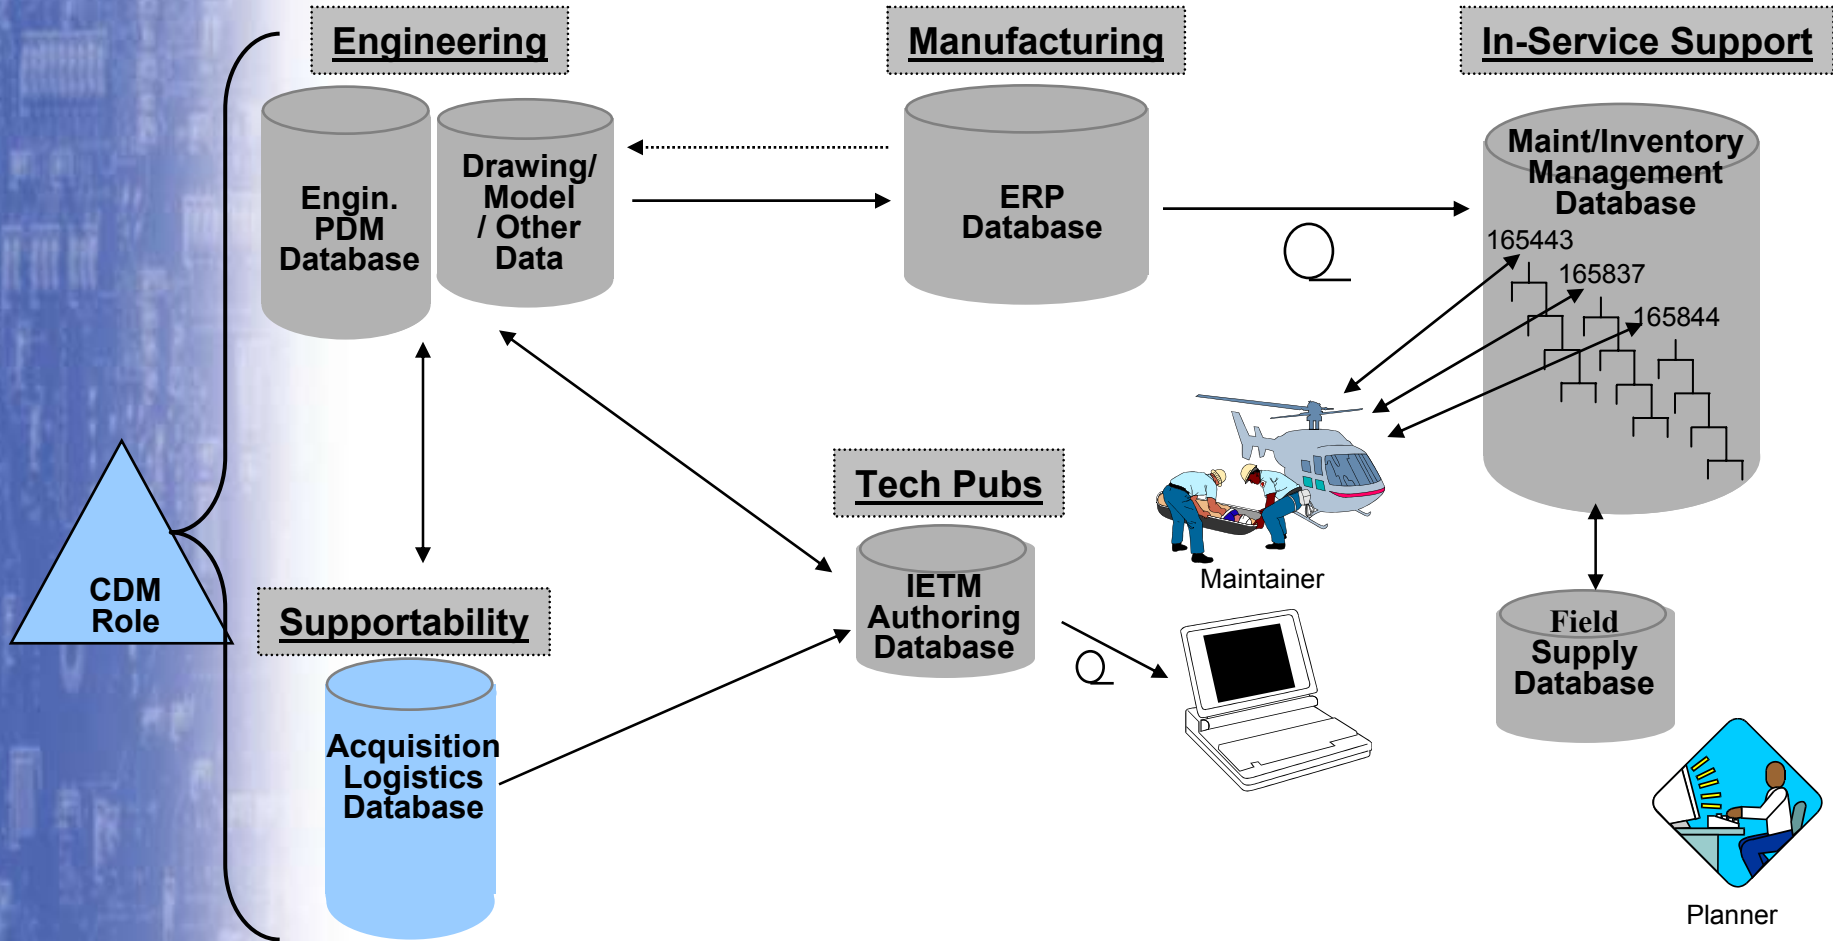 Engineering
Manufacturing
In-Service Support
Engin.
PDM
Database
Drawing/
Model
/ Other
Data
ERP
Database
Maint/Inventory
Management
Database
165443
165837
165844
CDM
Role
Supportability
Acquisition
Logistics
Database
Tech Pubs
IETM
Authoring
Database
Maintainer
Field
Supply
Database
Planner